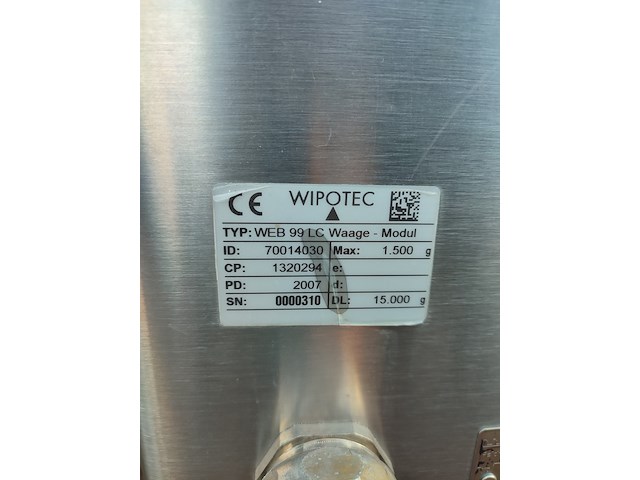 CE WIPOTEC
TYP: WEB 99 LC Waage - Modul
ID: 70014030 Max: 1.500 g
CP: 1320294 e:
PD: 2007 d:
SN: 0000310 DL: 15.000 g